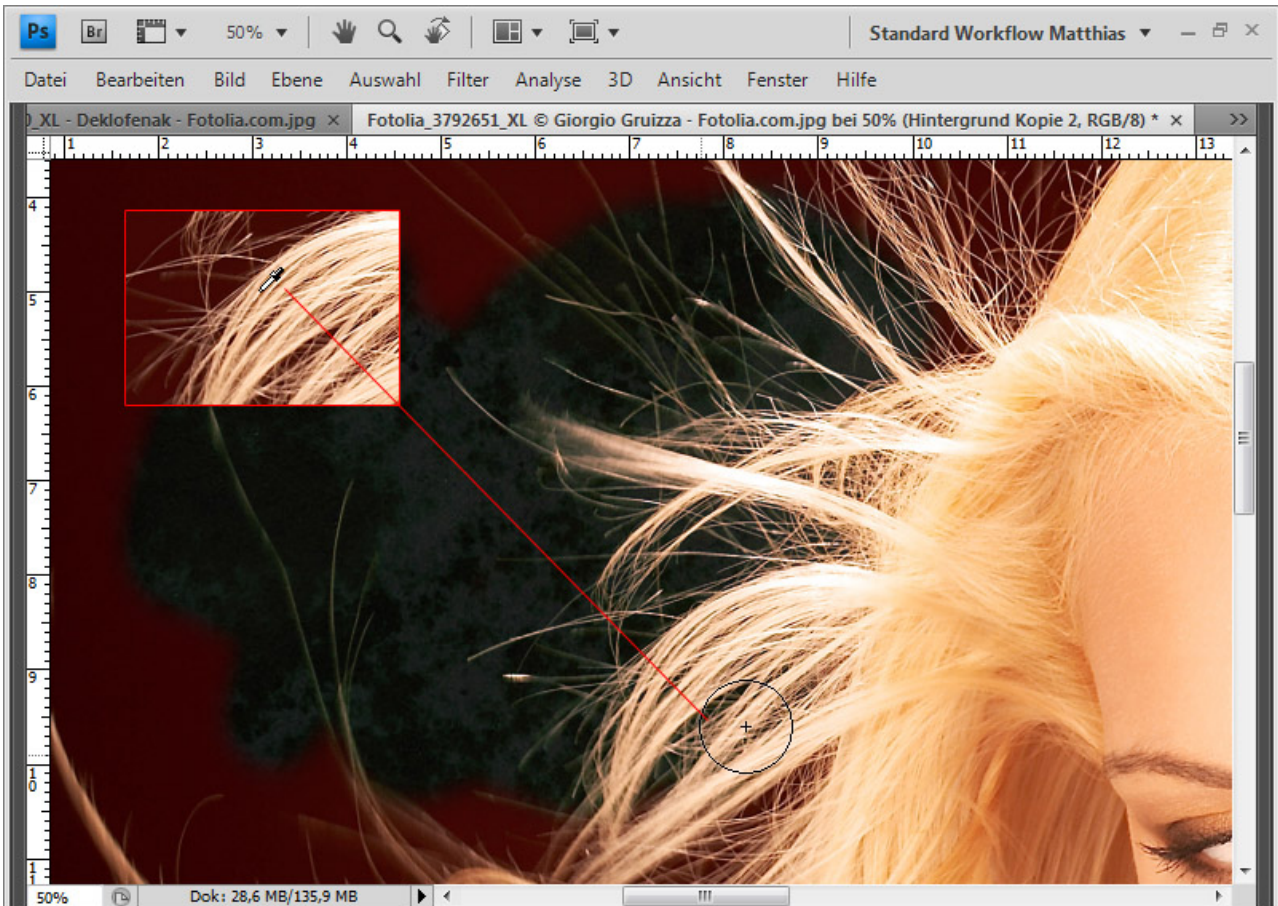 Ps Br 50% Standard Workflow Matthias
Datei Bearbeiten Bild Ebene Auswahl Filter Analyse 3D Ansicht Fenster Hilfe
)_XL - Deklofenak - Fotolia.com.jpg × Fotolia_3792651_XL © Giorgio Gruizza - Fotolia.com.jpg bei 50% (Hintergrund Kopie 2, RGB/8) * × >>
1 2 3 4 5 6 7 8 9 10 11 12 13
4
5
6
7
8
9
10
11
50% Dok: 28,6 MB/135,9 MB